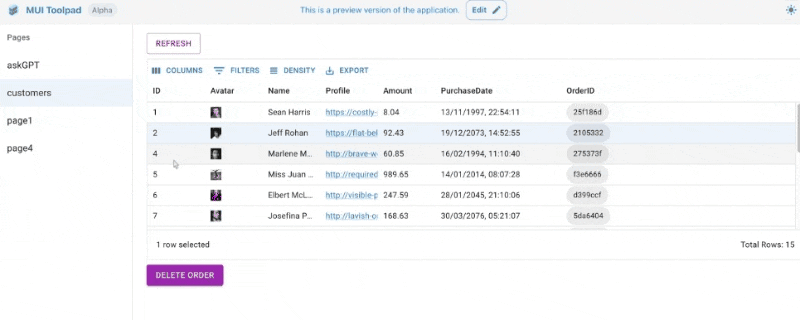 MUI Toolpad Alpha This is a preview version of the application. Edit
Pages
askGPT
customers
page1
page4
REFRESH
COLUMNS FILTERS DENSITY EXPORT
ID Avatar Name Profile Amount PurchaseDate OrderID
1 Sean Harris https://costly- 8.04 13/11/1997, 22:54:11 25f186d
2 Jeff Rohan https://flat-bel 92.43 19/12/2073, 14:52:55 2105332
4 Marlene M... http://brave-w 60.85 16/02/1994, 11:10:40 275373f
5 Miss Juan ... http://required 989.65 14/01/2014, 08:07:28 f3e6666
6 Elbert McL... http://visible-p 247.59 28/01/2045, 21:10:06 d399ccf
7 Josefina P... http://lavish-o 168.63 30/03/2076, 05:21:07 5da6404
1 row selected Total Rows: 15
DELETE ORDER